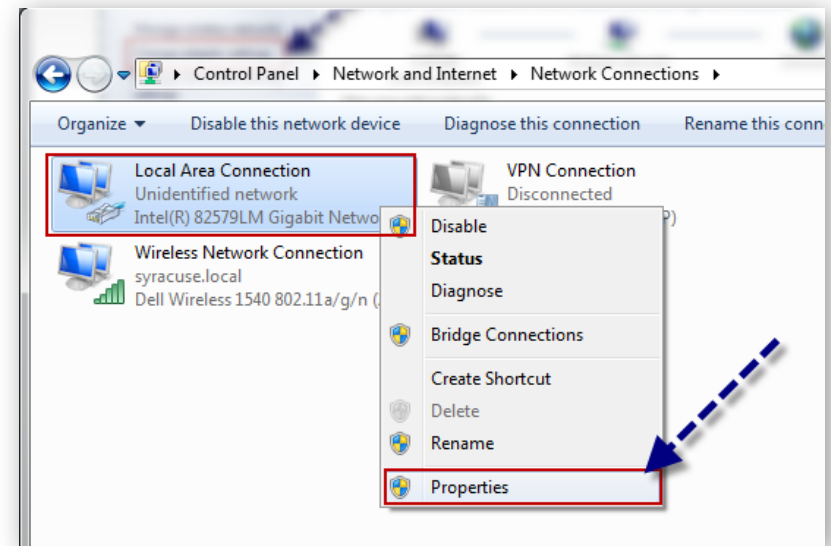 Control Panel ▸ Network and Internet ▸ Network Connections ▸
Organize ▾ Disable this network device Diagnose this connection Rename this conn
Local Area Connection
Unidentified network
Intel(R) 82579LM Gigabit Netwo
VPN Connection
Disconnected
P)
Wireless Network Connection
syracuse.local
Dell Wireless 1540 802.11a/g/n (
Disable
Status
Diagnose
Bridge Connections
Create Shortcut
Delete
Rename
Properties